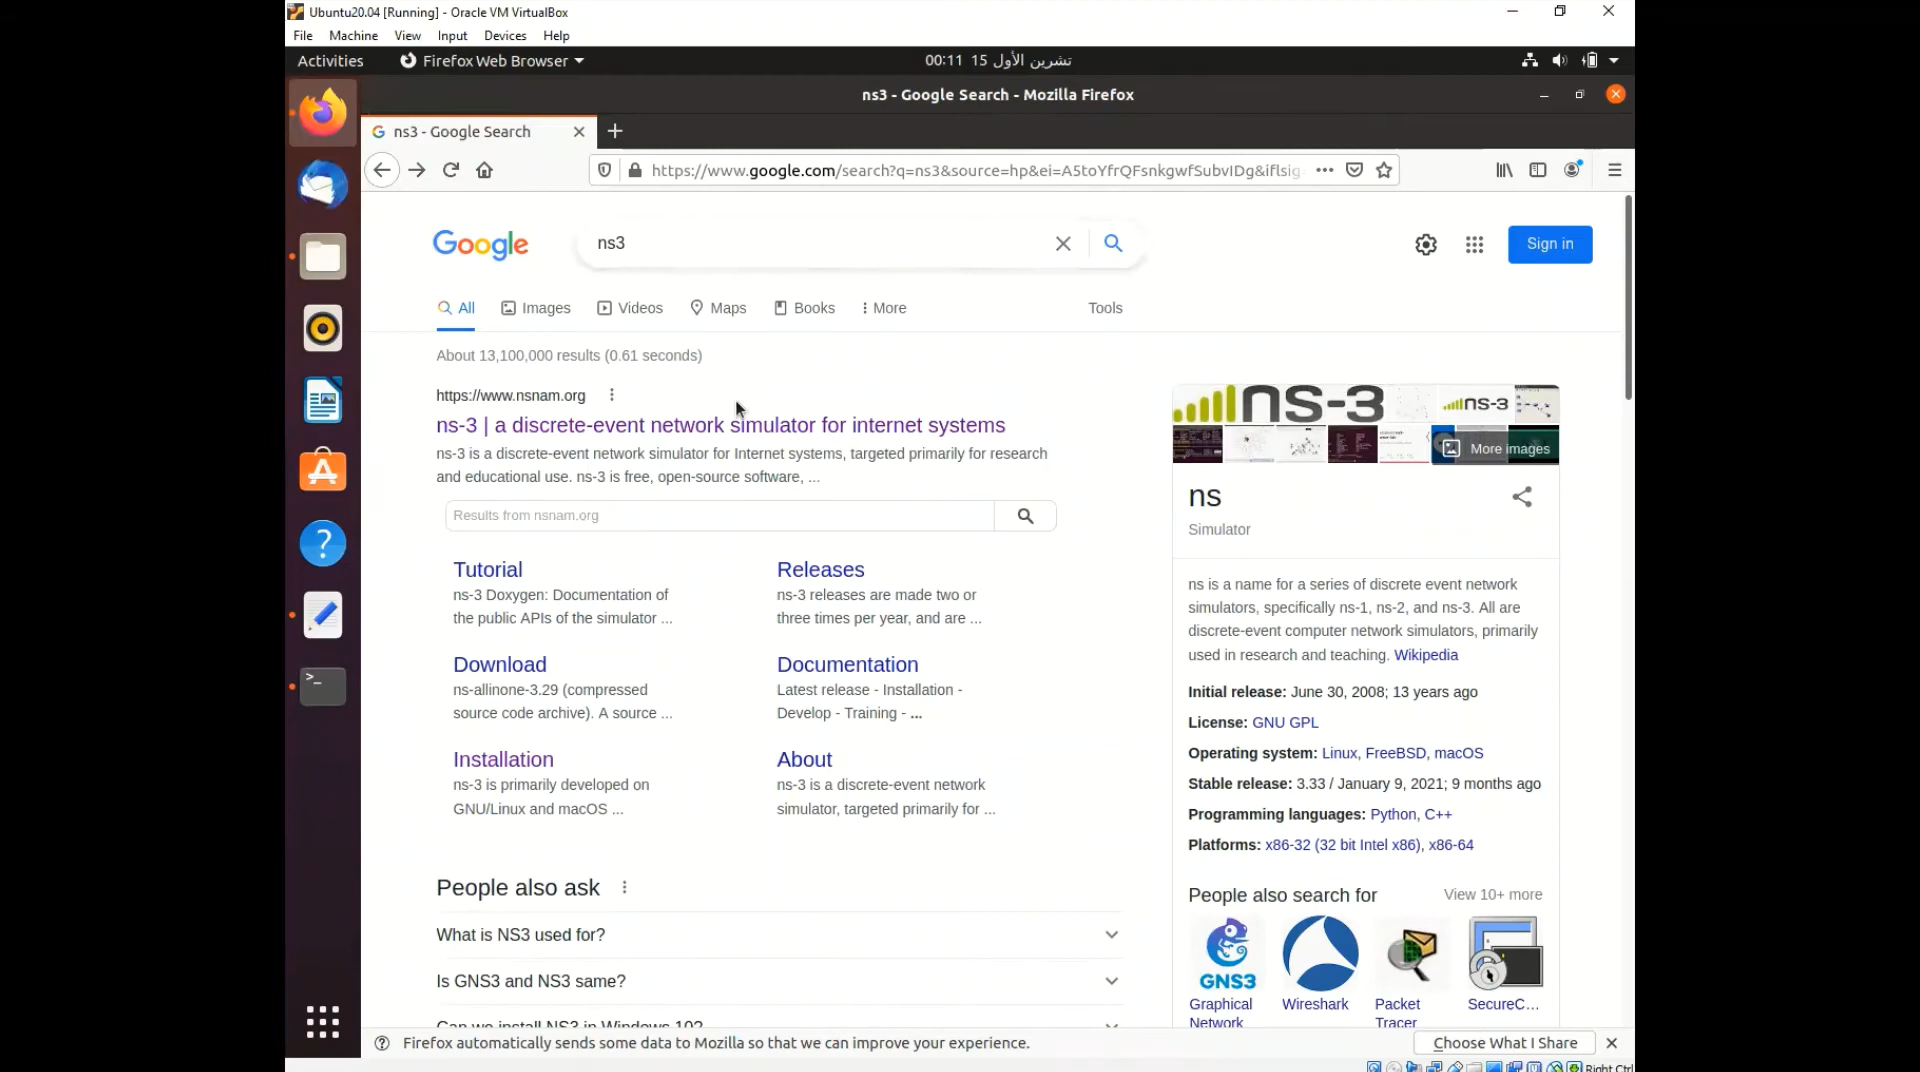 Ubuntu20.04 [Running] - Oracle VM VirtualBox
File Machine View Input Devices Help
Activities Firefox Web Browser 00:11 15 تشرين الأول
ns3 - Google Search - Mozilla Firefox
ns3 - Google Search
https://www.google.com/search?q=ns3&source=hp&ei=A5toYfrQFsnkgwfSubvIDg&iflsig
Google ns3 Sign in
All Images Videos Maps Books More Tools
About 13,100,000 results (0.61 seconds)
https://www.nsnam.org
ns-3 | a discrete-event network simulator for internet systems
ns-3 is a discrete-event network simulator for Internet systems, targeted primarily for research
and educational use. ns-3 is free, open-source software, ...
Results from nsnam.org
Tutorial
ns-3 Doxygen: Documentation of
the public APIs of the simulator ...
Releases
ns-3 releases are made two or
three times per year, and are ...
Download
ns-allinone-3.29 (compressed
source code archive). A source ...
Documentation
Latest release - Installation -
Develop - Training - ...
Installation
ns-3 is primarily developed on
GNU/Linux and macOS ...
About
ns-3 is a discrete-event network
simulator, targeted primarily for ...
People also ask
What is NS3 used for?
Is GNS3 and NS3 same?
Can we install NS3 in Windows 10?
ns-3
ns-3
More images
ns
Simulator
ns is a name for a series of discrete event network
simulators, specifically ns-1, ns-2, and ns-3. All are
discrete-event computer network simulators, primarily
used in research and teaching. Wikipedia
Initial release: June 30, 2008; 13 years ago
License: GNU GPL
Operating system: Linux, FreeBSD, macOS
Stable release: 3.33 / January 9, 2021; 9 months ago
Programming languages: Python, C++
Platforms: x86-32 (32 bit Intel x86), x86-64
People also search for View 10+ more
GNS3
Graphical
Network
Wireshark
Packet
Tracer
SecureC...
Firefox automatically sends some data to Mozilla so that we can improve your experience.
Choose What I Share
Right Ctrl